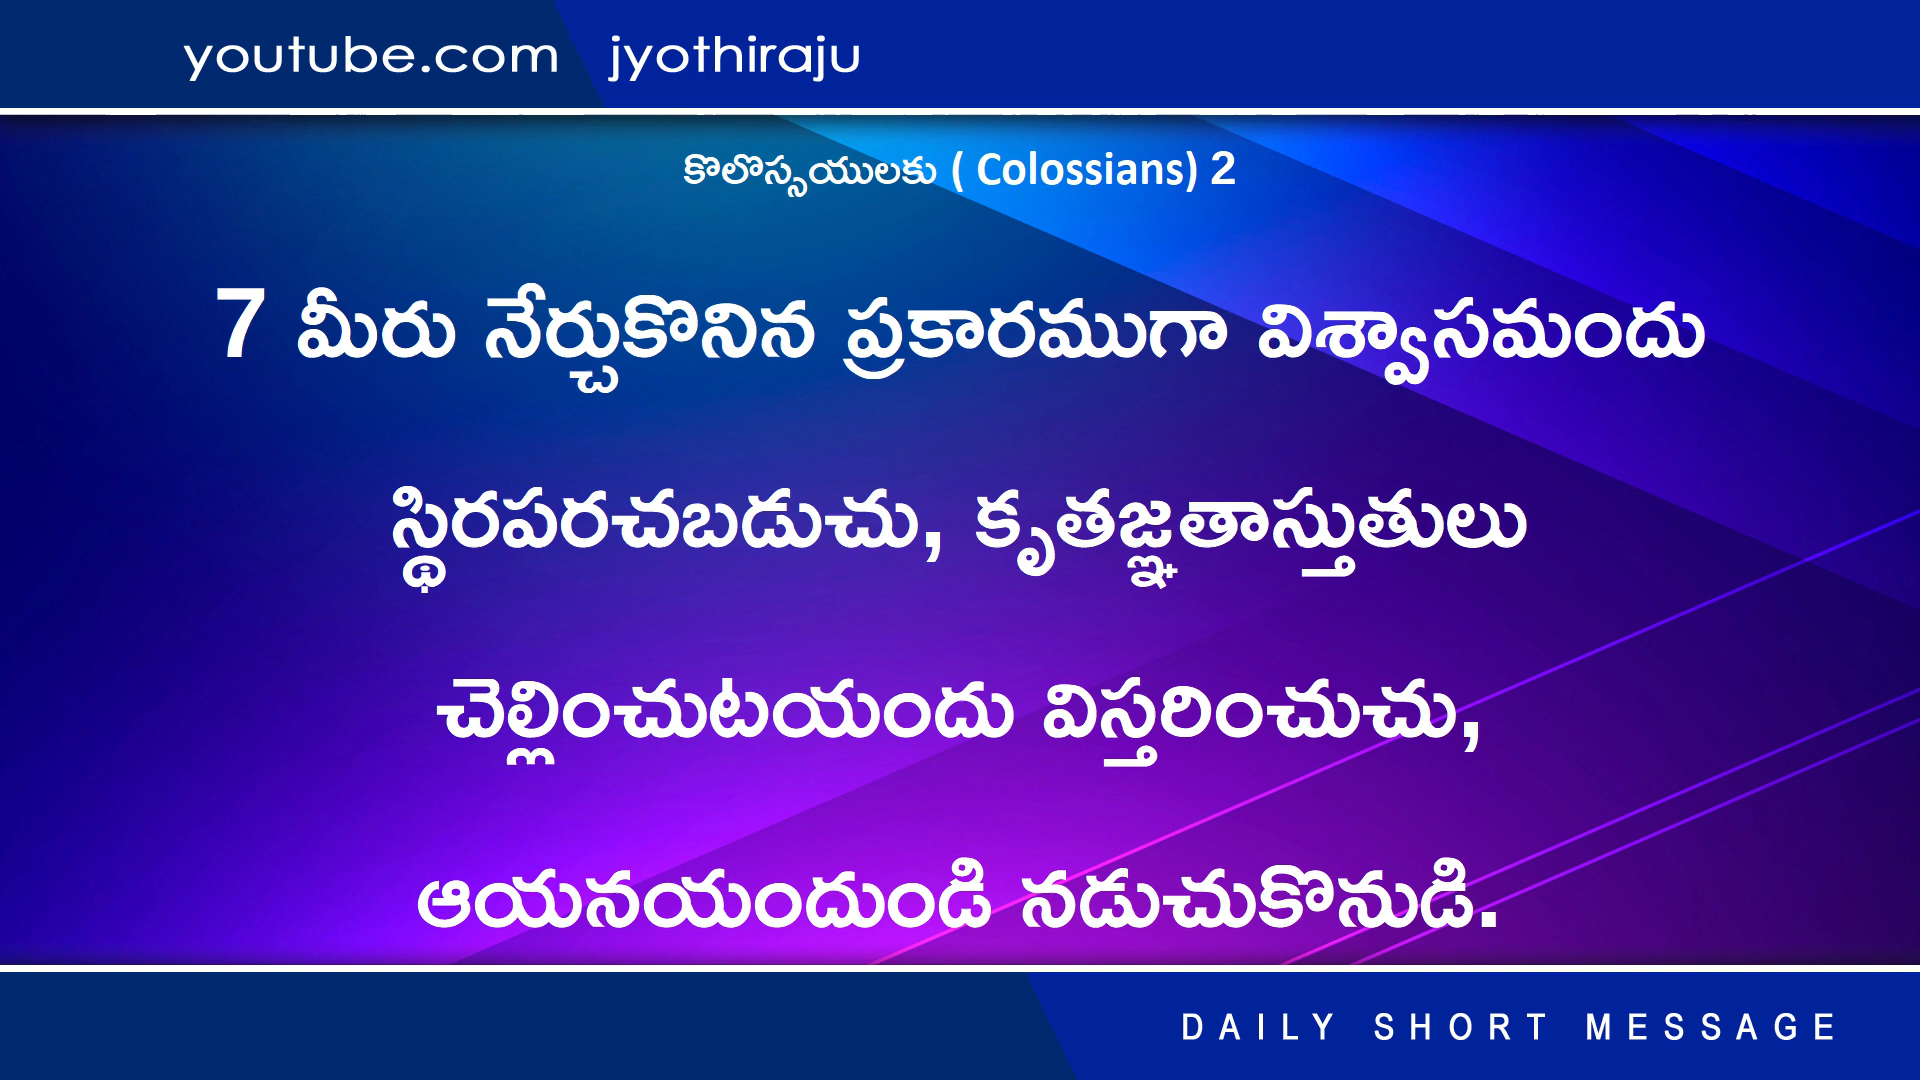 youtube.com jyothiraju
కొలొస్సయులకు ( Colossians) 2
7 మీరు నేర్చుకొనిన ప్రకారముగా విశ్వాసమందు
స్థిరపరచబడుచు, కృతజ్ఞతాస్తుతులు
చెల్లించుటయందు విస్తరించుచు,
ఆయనయందుండి నడుచుకొనుడి.
DAILY SHORT MESSAGE